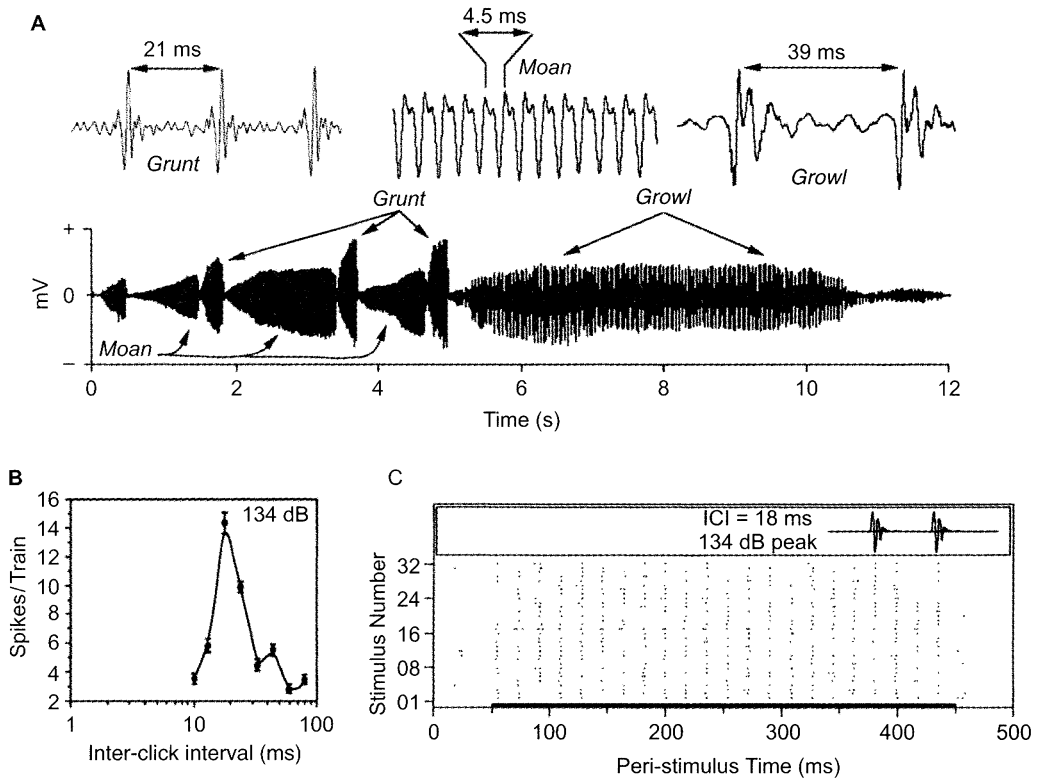 A
21 ms
4.5 ms
39 ms
Moan
Grunt
Growl
Grunt
Growl
+
mV
0
–
Moan
0 2 4 6 8 10 12
Time (s)
B
134 dB
16
14
12
10
8
6
4
2
Spikes/Train
1 10 100
Inter-click interval (ms)
C
ICI = 18 ms
134 dB peak
32
24
16
08
01
Stimulus Number
0 100 200 300 400 500
Peri-stimulus Time (ms)